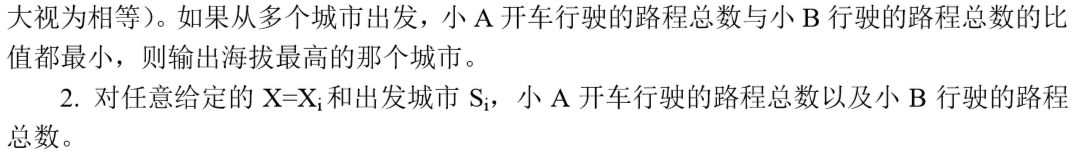 大视为相等）。如果从多个城市出发，小 A 开车行驶的路程总数与小 B 行驶的路程总数的比
值都最小，则输出海拔最高的那个城市。
2. 对任意给定的 X=Xi和出发城市 Si，小 A 开车行驶的路程总数以及小 B 行驶的路程
总数。